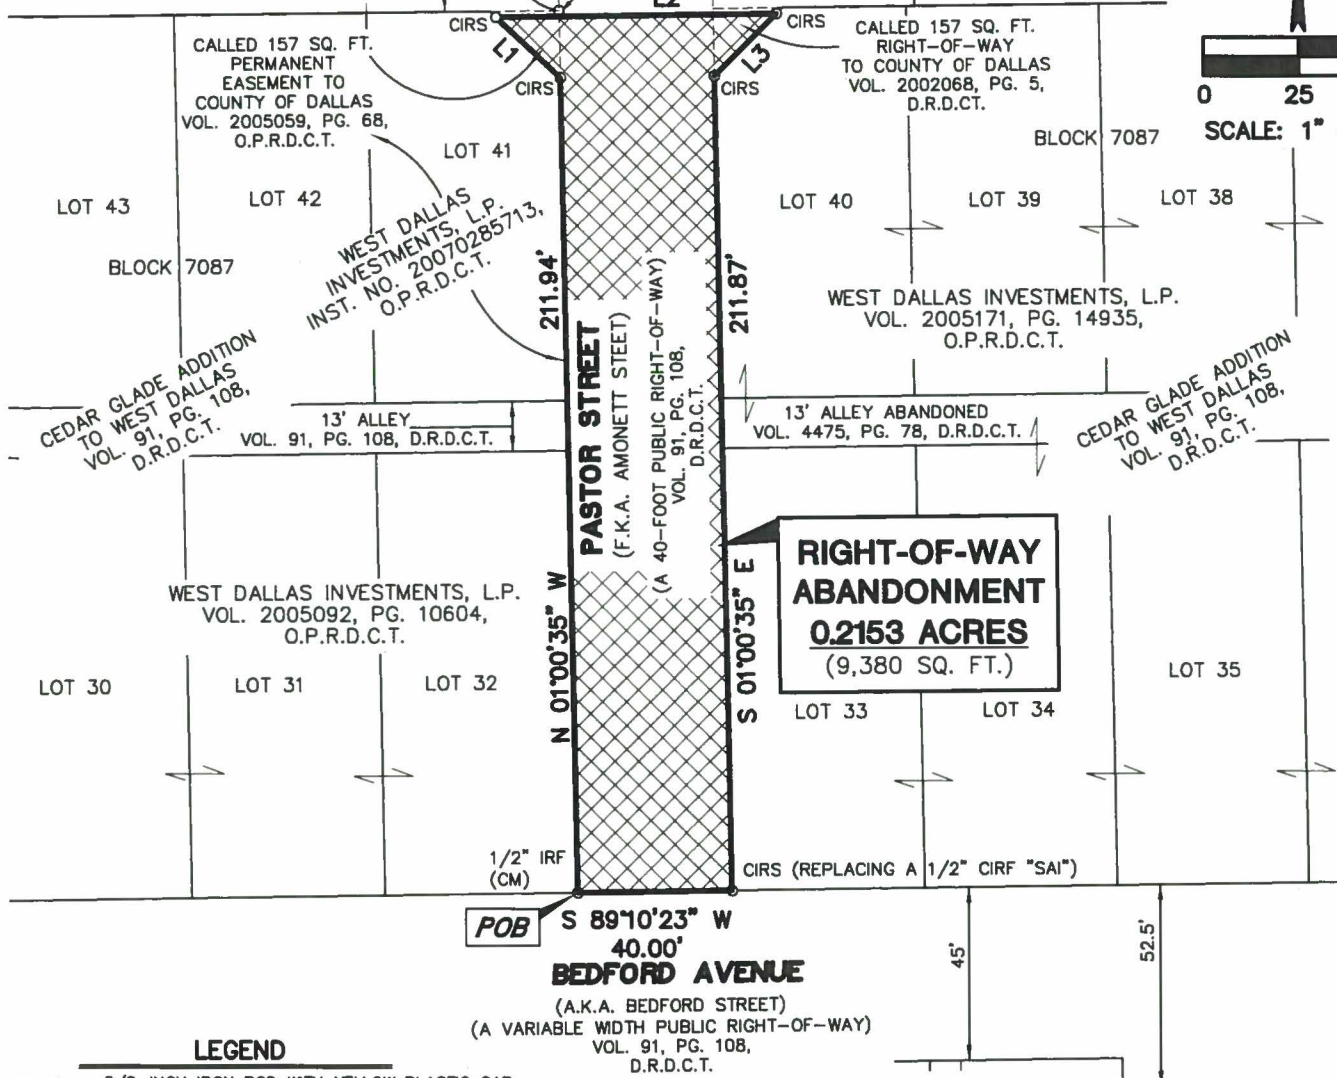 L2
CIRS
CIRS
L1
L3
CALLED 157 SQ. FT.
PERMANENT
EASEMENT TO
COUNTY OF DALLAS
VOL. 2005059, PG. 68,
O.P.R.D.C.T.
CIRS
CIRS
CALLED 157 SQ. FT.
RIGHT-OF-WAY
TO COUNTY OF DALLAS
VOL. 2002068, PG. 5,
D.R.D.CT.
0 25
SCALE: 1"
LOT 43
LOT 42
LOT 41
BLOCK 7087
LOT 40
LOT 39
LOT 38
BLOCK 7087
WEST DALLAS
INVESTMENTS, L.P.
INST. NO. 20070285713,
O.P.R.D.C.T.
211.94'
211.87'
WEST DALLAS INVESTMENTS, L.P.
VOL. 2005171, PG. 14935,
O.P.R.D.C.T.
CEDAR GLADE ADDITION
TO WEST DALLAS
VOL. 91, PG. 108,
D.R.D.C.T.
13' ALLEY
VOL. 91, PG. 108, D.R.D.C.T.
PASTOR STREET
(F.K.A. AMONETT STEET)
(A 40-FOOT PUBLIC RIGHT-OF-WAY)
VOL. 91, PG. 108,
D.R.D.C.T.
13' ALLEY ABANDONED
VOL. 4475, PG. 78, D.R.D.C.T.
CEDAR GLADE ADDITION
TO WEST DALLAS
VOL. 91, PG. 108,
D.R.D.C.T.
WEST DALLAS INVESTMENTS, L.P.
VOL. 2005092, PG. 10604,
O.P.R.D.C.T.
N 01°00'35" W
S 01°00'35" E
RIGHT-OF-WAY
ABANDONMENT
0.2153 ACRES
(9,380 SQ. FT.)
LOT 30
LOT 31
LOT 32
LOT 33
LOT 34
LOT 35
1/2" IRF
(CM)
CIRS (REPLACING A 1/2" CIRF "SAI")
POB
S 89°10'23" W
40.00'
BEDFORD AVENUE
(A.K.A. BEDFORD STREET)
(A VARIABLE WIDTH PUBLIC RIGHT-OF-WAY)
VOL. 91, PG. 108,
D.R.D.C.T.
45'
52.5'
LEGEND